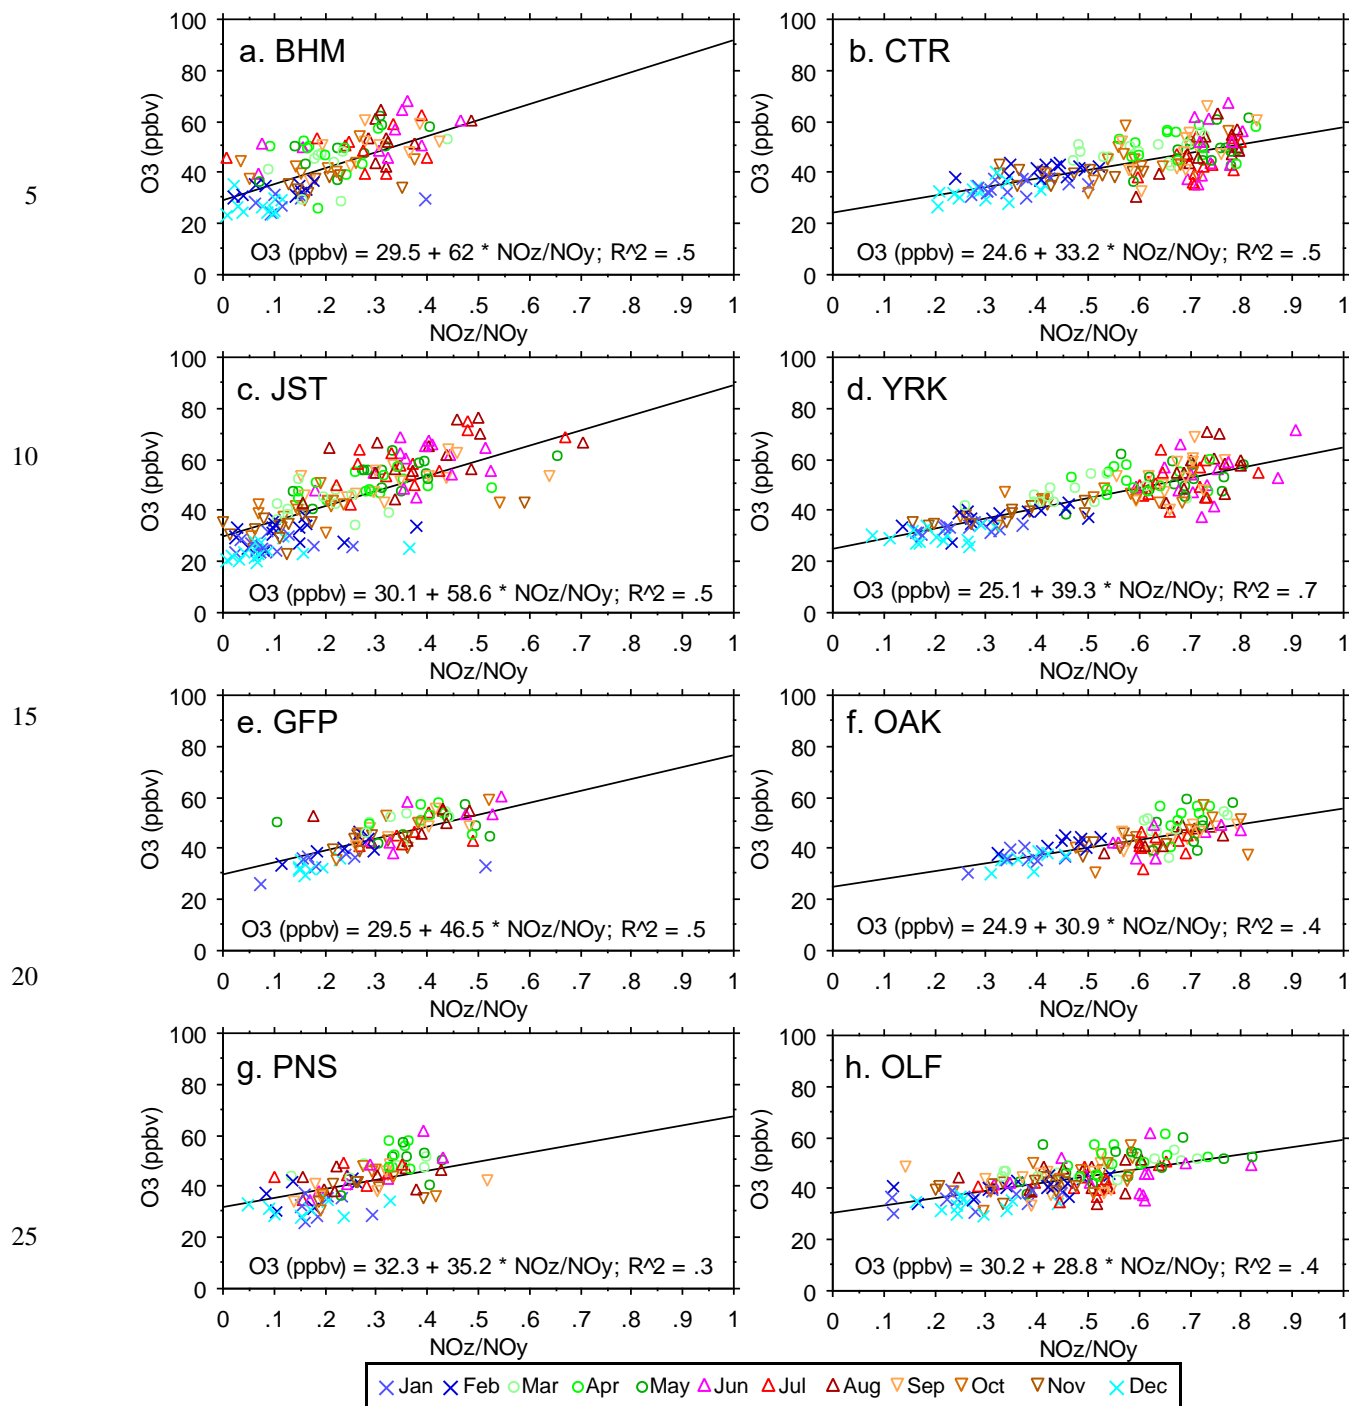 a. BHM
b. CTR
100
80
60
40
20
0
O3 (ppbv)
O3 (ppbv) = 29.5 + 62 * NOz/NOy; R^2 = .5
0 .1 .2 .3 .4 .5 .6 .7 .8 .9 1
NOz/NOy
100
80
60
40
20
0
O3 (ppbv)
O3 (ppbv) = 24.6 + 33.2 * NOz/NOy; R^2 = .5
0 .1 .2 .3 .4 .5 .6 .7 .8 .9 1
NOz/NOy
5
c. JST
100
80
60
40
20
0
O3 (ppbv)
O3 (ppbv) = 30.1 + 58.6 * NOz/NOy; R^2 = .5
0 .1 .2 .3 .4 .5 .6 .7 .8 .9 1
NOz/NOy
d. YRK
100
80
60
40
20
0
O3 (ppbv)
O3 (ppbv) = 25.1 + 39.3 * NOz/NOy; R^2 = .7
0 .1 .2 .3 .4 .5 .6 .7 .8 .9 1
NOz/NOy
10
15
e. GFP
100
80
60
40
20
0
O3 (ppbv)
O3 (ppbv) = 29.5 + 46.5 * NOz/NOy; R^2 = .5
0 .1 .2 .3 .4 .5 .6 .7 .8 .9 1
NOz/NOy
f. OAK
100
80
60
40
20
0
O3 (ppbv)
O3 (ppbv) = 24.9 + 30.9 * NOz/NOy; R^2 = .4
0 .1 .2 .3 .4 .5 .6 .7 .8 .9 1
NOz/NOy
20
g. PNS
100
80
60
40
20
0
O3 (ppbv)
O3 (ppbv) = 32.3 + 35.2 * NOz/NOy; R^2 = .3
0 .1 .2 .3 .4 .5 .6 .7 .8 .9 1
NOz/NOy
h. OLF
100
80
60
40
20
0
O3 (ppbv)
O3 (ppbv) = 30.2 + 28.8 * NOz/NOy; R^2 = .4
0 .1 .2 .3 .4 .5 .6 .7 .8 .9 1
NOz/NOy
25
Jan Feb Mar Apr May Jun Jul Aug Sep Oct Nov Dec